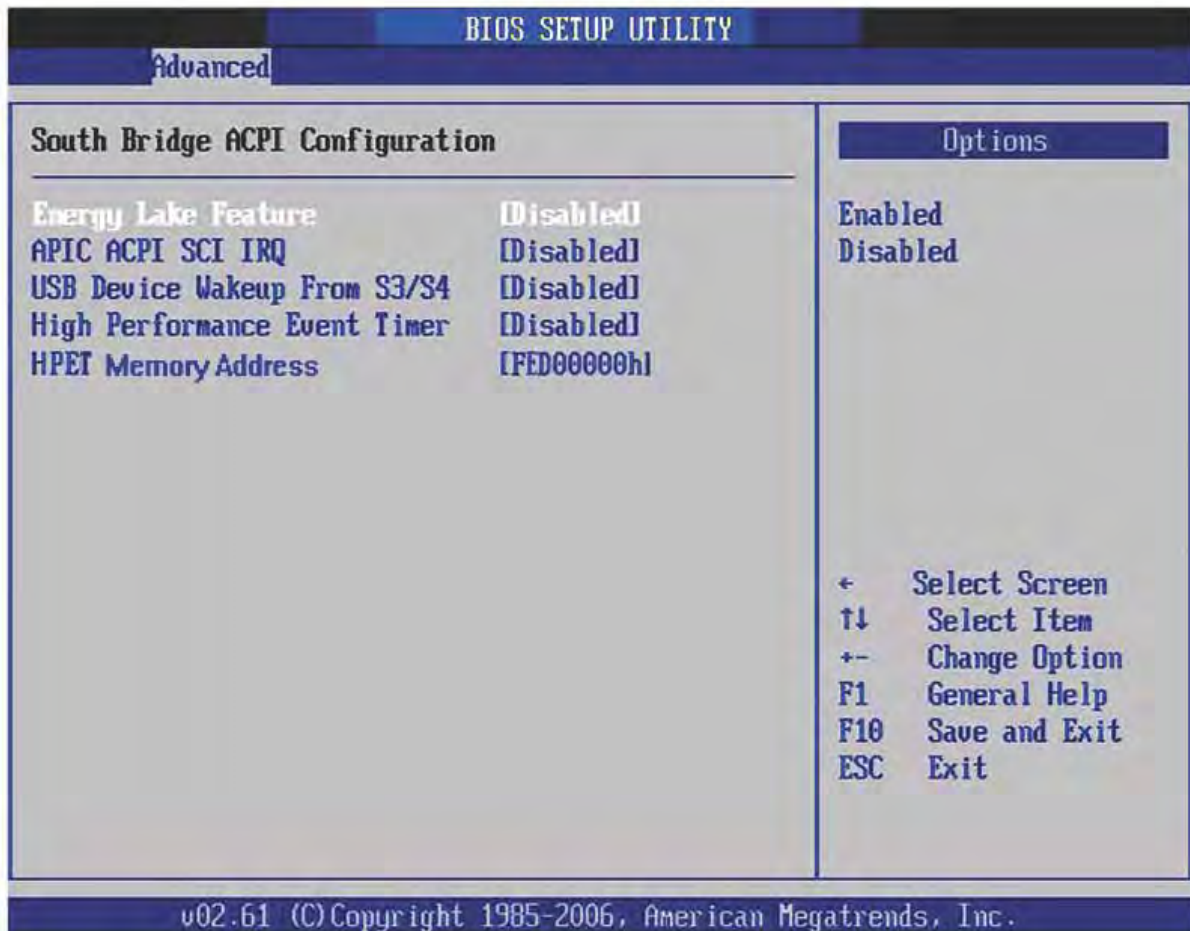 BIOS SETUP UTILITY
Advanced
South Bridge ACPI Configuration
Energy Lake Feature [Disabled]
APIC ACPI SCI IRQ [Disabled]
USB Device Wakeup From S3/S4 [Disabled]
High Performance Event Timer [Disabled]
HPET Memory Address [FED00000h]
Options
Enabled
Disabled
← Select Screen
↑↓ Select Item
+- Change Option
F1 General Help
F10 Save and Exit
ESC Exit
v02.61 (C)Copyright 1985-2006, American Megatrends, Inc.